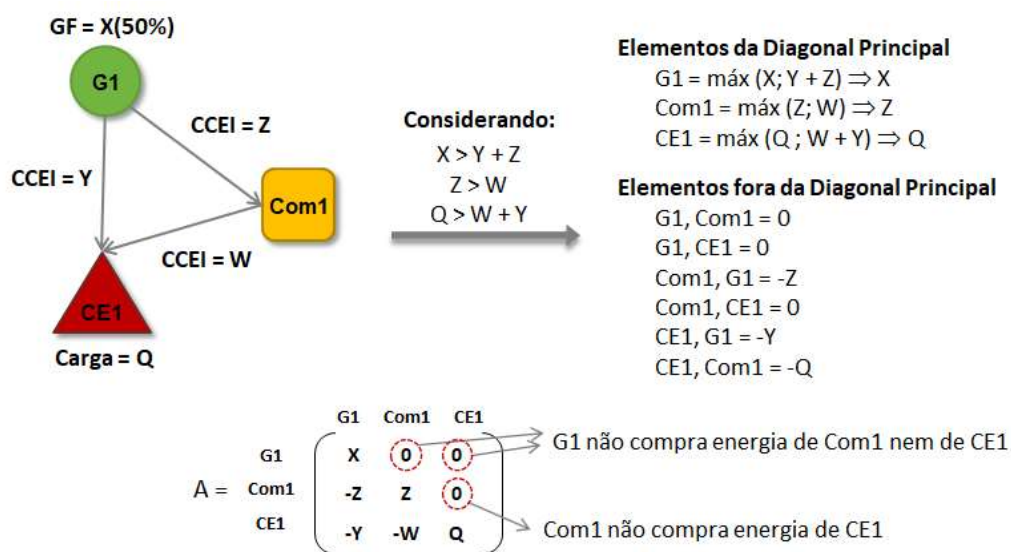 GF = X(50%)
G1
CCEI = Z
CCEI = Y
Com1
CCEI = W
CE1
Carga = Q
Considerando:
X > Y + Z
Z > W
Q > W + Y
Elementos da Diagonal Principal
G1 = máx (X; Y + Z) ⇒ X
Com1 = máx (Z; W) ⇒ Z
CE1 = máx (Q ; W + Y) ⇒ Q
Elementos fora da Diagonal Principal
G1, Com1 = 0
G1, CE1 = 0
Com1, G1 = -Z
Com1, CE1 = 0
CE1, G1 = -Y
CE1, Com1 = -Q
G1 Com1 CE1
G1 X 0 0
A = Com1 -Z Z 0
CE1 -Y -W Q
G1 não compra energia de Com1 nem de CE1
Com1 não compra energia de CE1